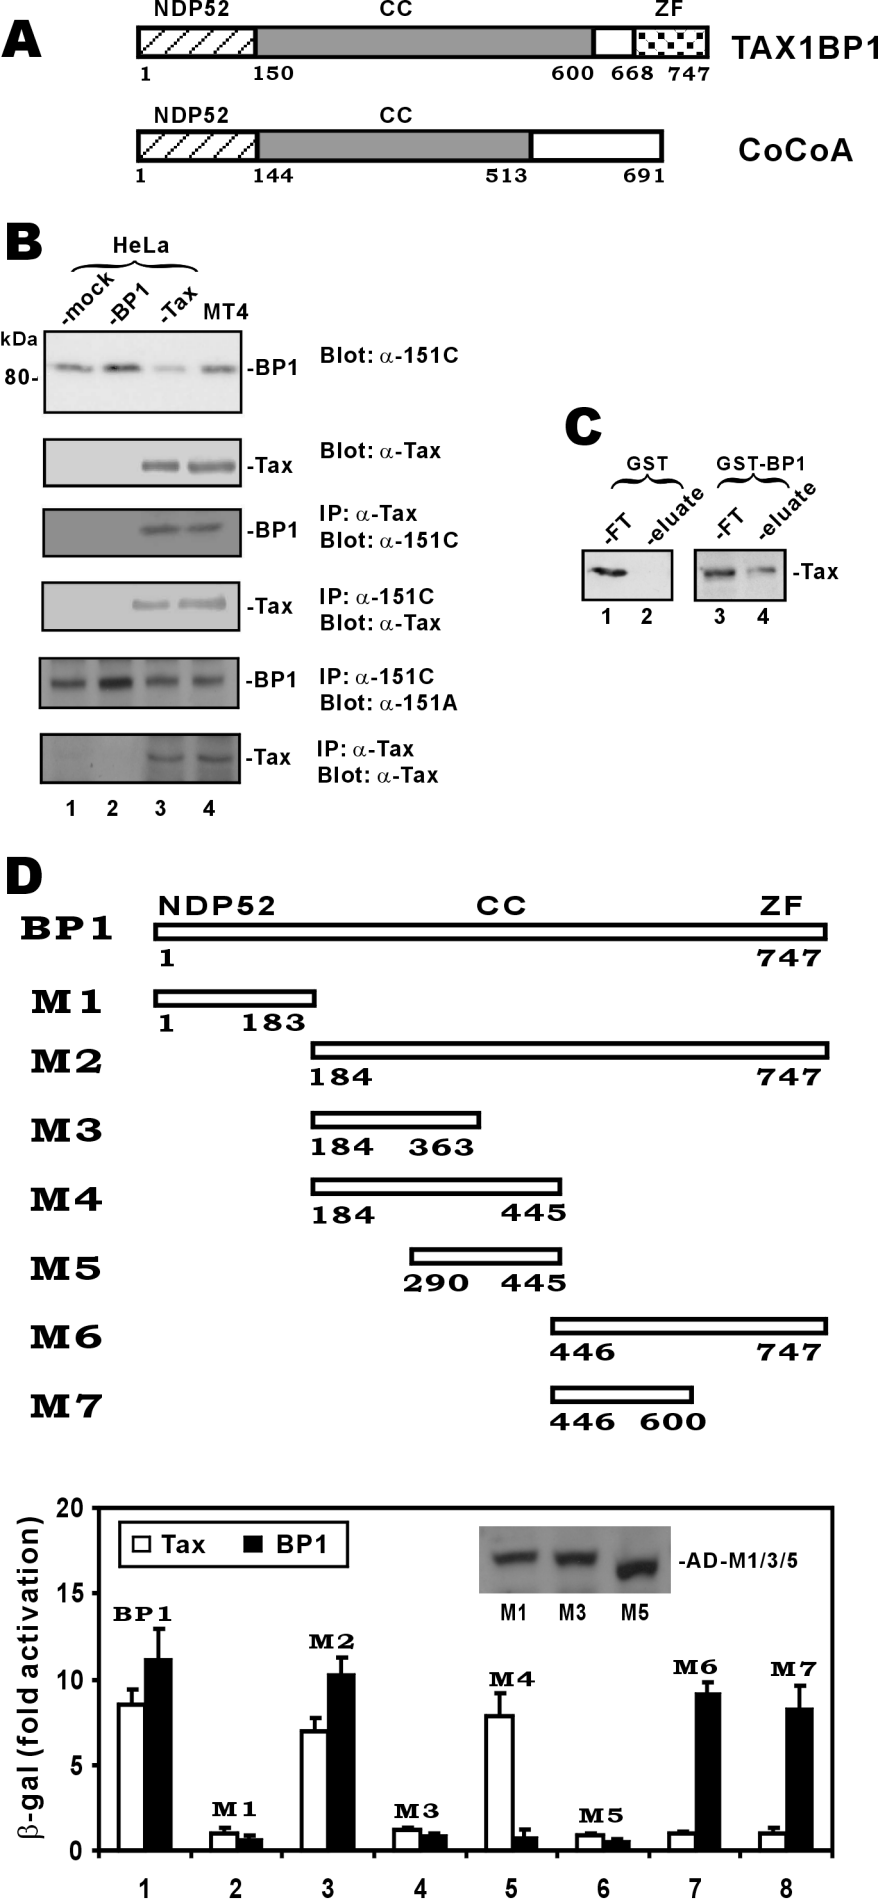 A
NDP52 CC ZF
TAX1BP1
1 150 600 668 747
NDP52 CC
CoCoA
1 144 513 691
B
HeLa
-mock -BP1 -Tax MT4
kDa
80-
-BP1 Blot: α-151C
-Tax Blot: α-Tax
-BP1 IP: α-Tax
Blot: α-151C
-Tax IP: α-151C
Blot: α-Tax
-BP1 IP: α-151C
Blot: α-151A
-Tax IP: α-Tax
Blot: α-Tax
1 2 3 4
C
GST GST-BP1
-FT -eluate -FT -eluate
-Tax
1 2 3 4
D
NDP52 CC ZF
BP1
1 747
M1
1 183
M2
184 747
M3
184 363
M4
184 445
M5
290 445
M6
446 747
M7
446 600
β-gal (fold activation)
20
15
10
5
0
Tax BP1
-AD-M1/3/5
M1 M3 M5
BP1
M1
M2
M3
M4
M5
M6
M7
1 2 3 4 5 6 7 8